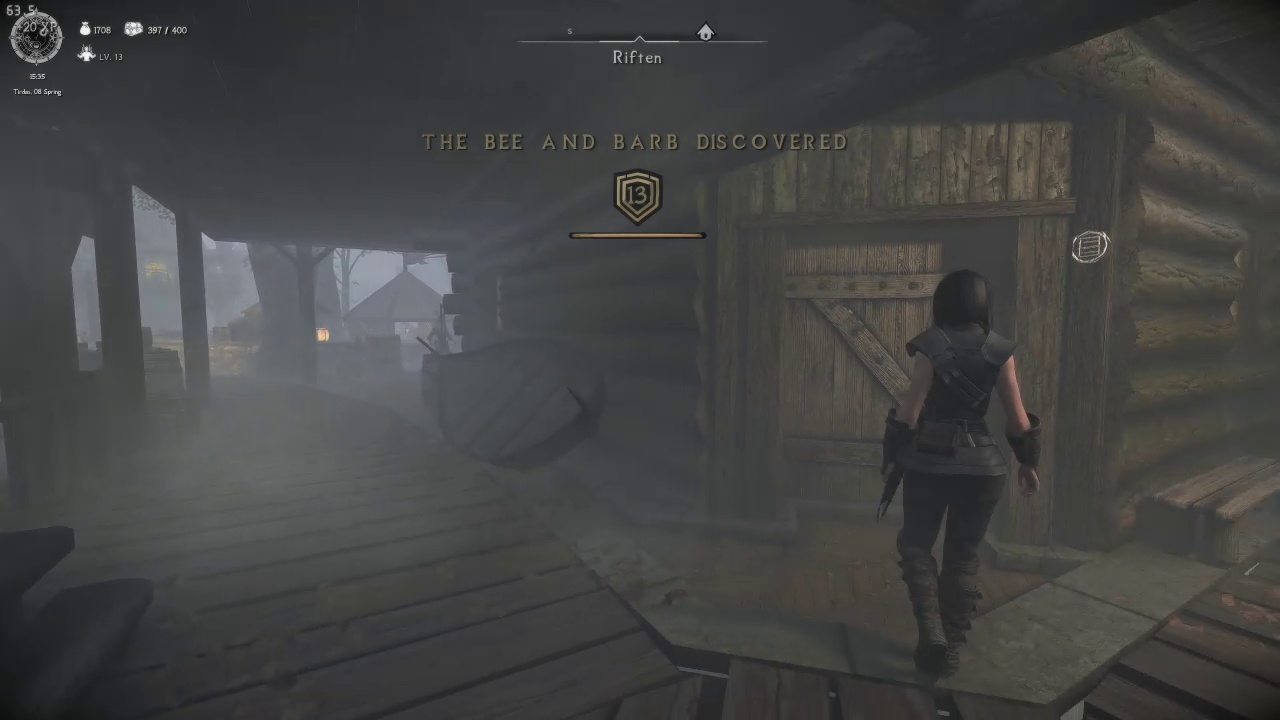 63.5
+20 XP
1708
397 / 400
LV. 13
15:35
Tirdas, 08 Spring
S
Riften
THE BEE AND BARB DISCOVERED
13